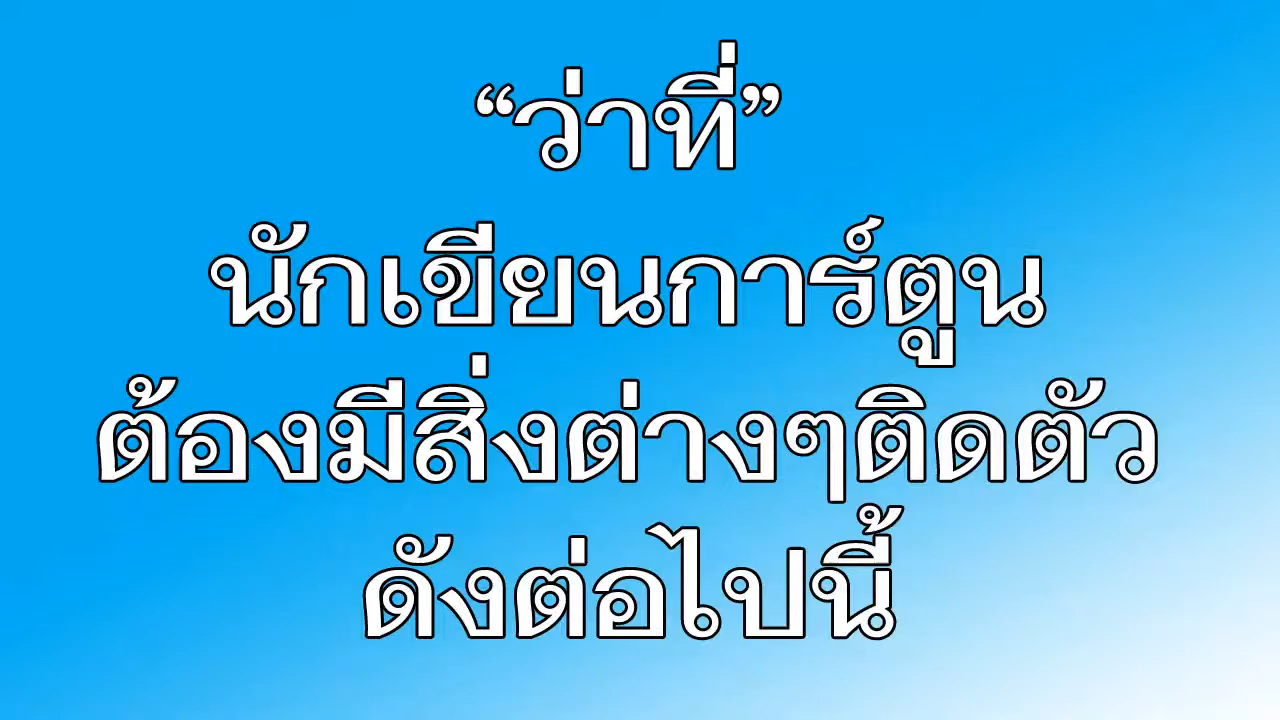 “ว่าที่”
นักเขียนการ์ตูน
ต้องมีสิ่งต่างๆติดตัว
ดังต่อไปนี้